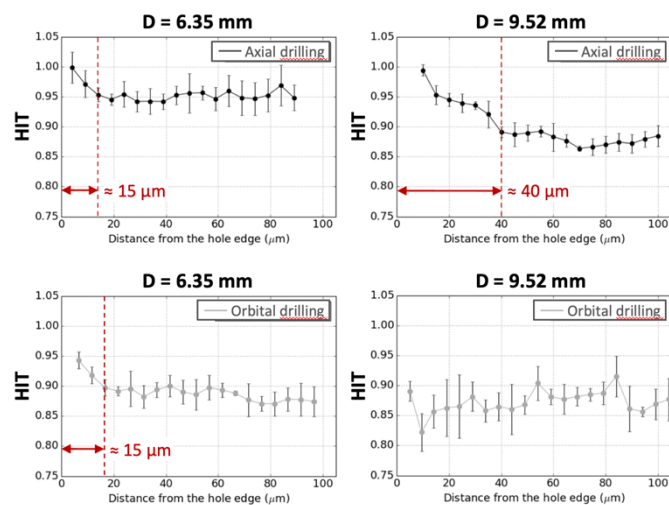 D = 6.35 mm
1.05
1.00
0.95
0.90
0.85
0.80
0.75
HIT
Axial drilling
≈ 15 µm
0 20 40 60 80 100
Distance from the hole edge (µm)
D = 9.52 mm
1.05
1.00
0.95
0.90
0.85
0.80
0.75
HIT
Axial drilling
≈ 40 µm
0 20 40 60 80 100
Distance from the hole edge (µm)
D = 6.35 mm
1.05
1.00
0.95
0.90
0.85
0.80
0.75
HIT
Orbital drilling
≈ 15 µm
0 20 40 60 80 100
Distance from the hole edge (µm)
D = 9.52 mm
1.05
1.00
0.95
0.90
0.85
0.80
0.75
HIT
Orbital drilling
0 20 40 60 80 100
Distance from the hole edge (µm)